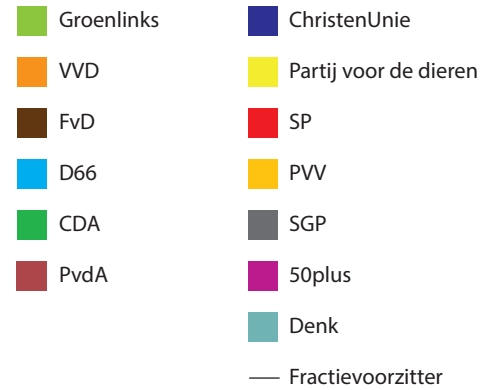 Groenlinks
VVD
FvD
D66
CDA
PvdA
ChristenUnie
Partij voor de dieren
SP
PVV
SGP
50plus
Denk
Fractievoorzitter